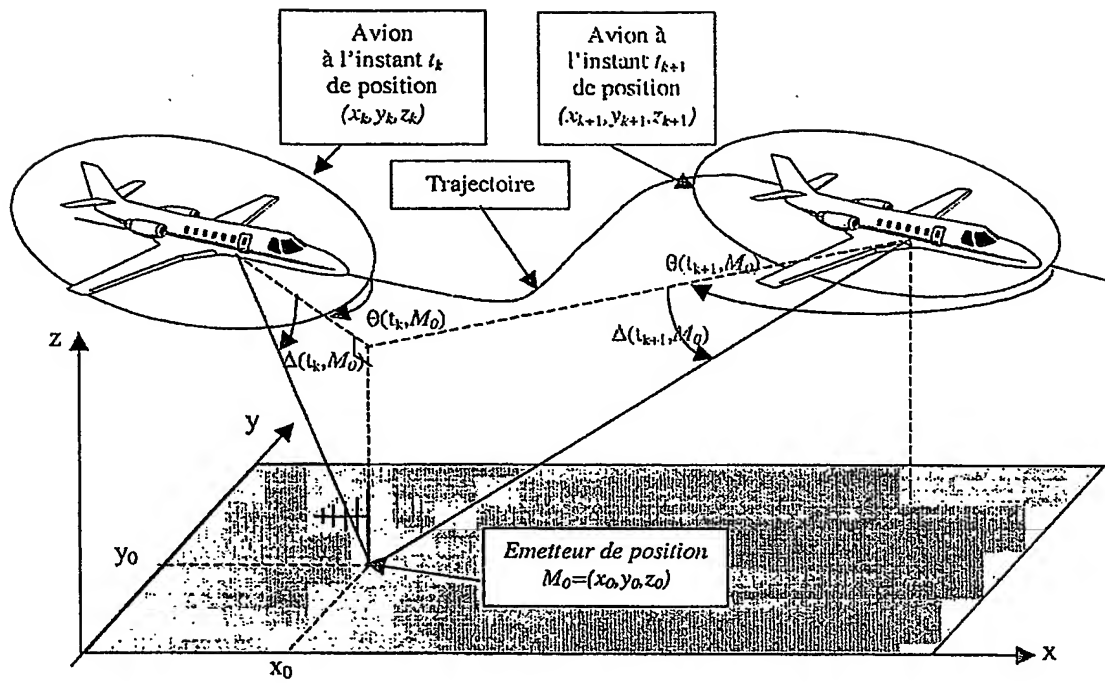 Avion
à l'instant t_k
de position
(x_k,y_k,z_k)
Avion à
l'instant t_{k+1}
de position
(x_{k+1},y_{k+1},z_{k+1})
Trajectoire
Θ(t_{k+1},M_0)
Θ(t_k,M_0)
z
Δ(t_k,M_0)
Δ(t_{k+1},M_0)
y
y_0
Emetteur de position
M_0=(x_0,y_0,z_0)
x_0
x